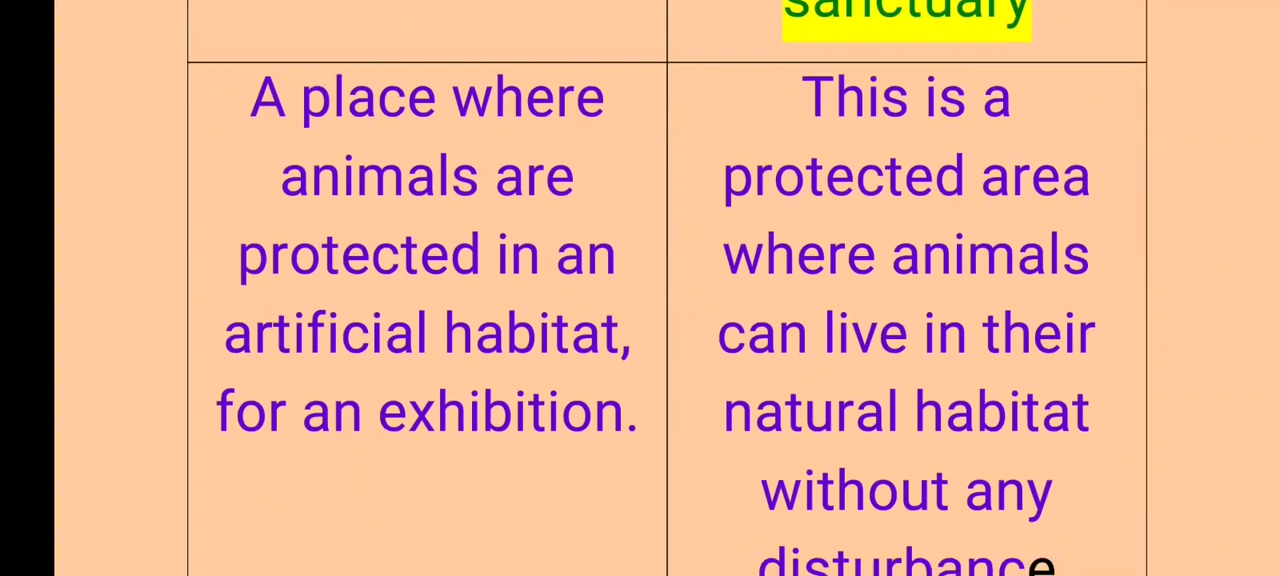 sanctuary
A place where
animals are
protected in an
artificial habitat,
for an exhibition.
This is a
protected area
where animals
can live in their
natural habitat
without any
disturbance